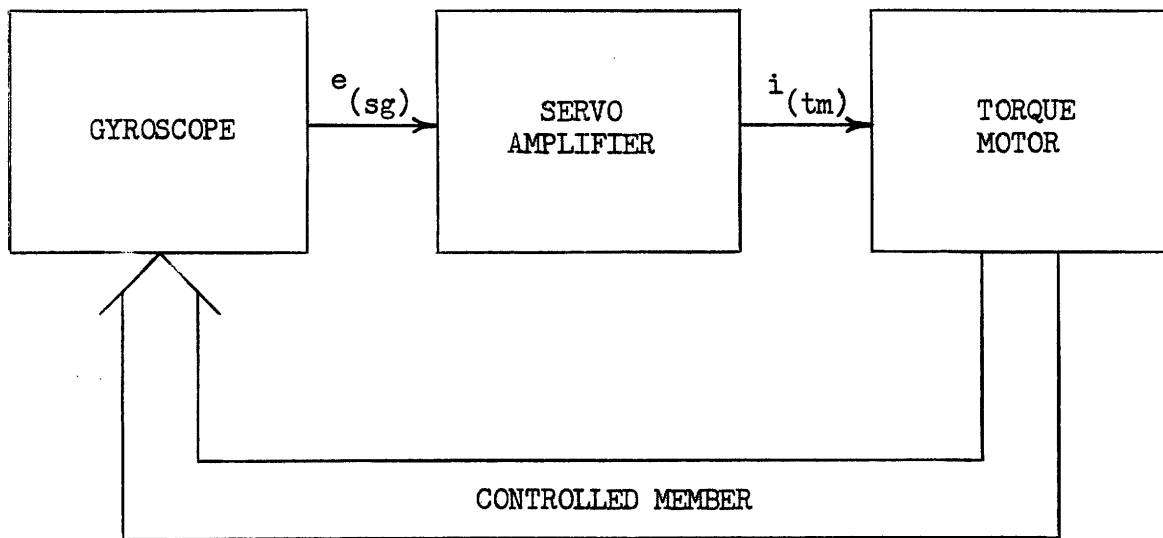 GYROSCOPE
e(sg)
SERVO
AMPLIFIER
i(tm)
TORQUE
MOTOR
CONTROLLED MEMBER